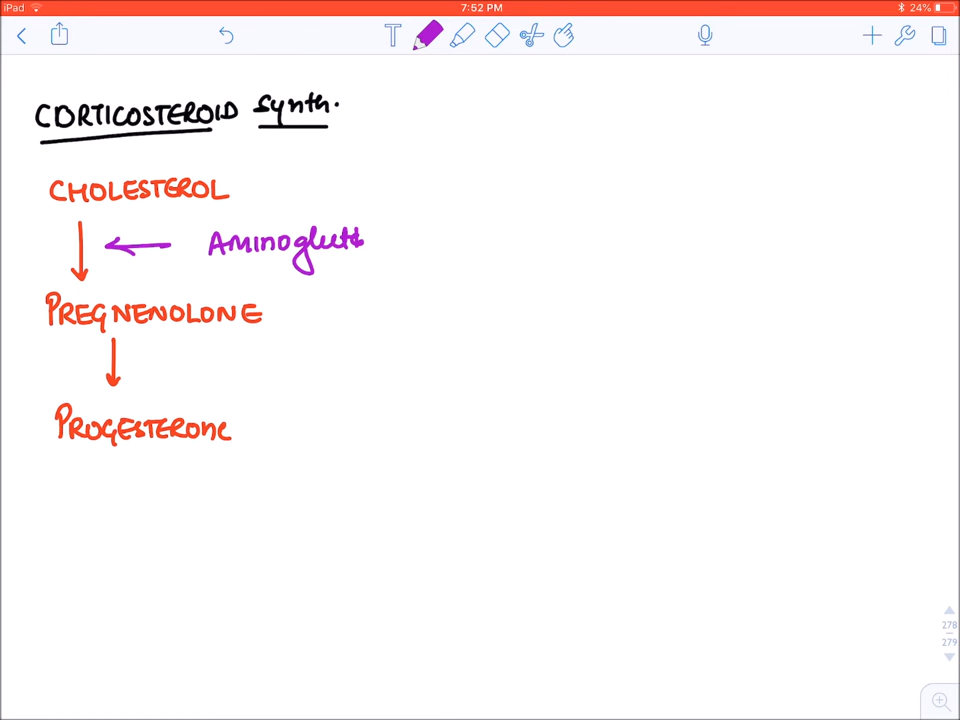 iPad 7:52 PM 24%
T
CORTICOSTEROID Synth.
CHOLESTEROL
AMINOglutt
PREGNENOLONE
PROGESTERONE
278
279